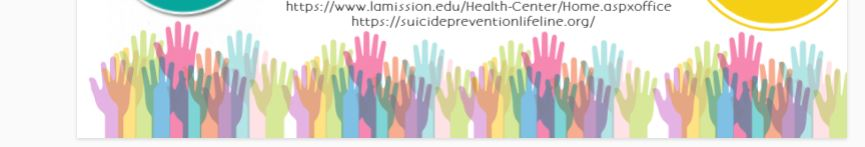 https://www.lamission.edu/Health-Center/Home.aspxoffice
https://suicidepreventionlifeline.org/